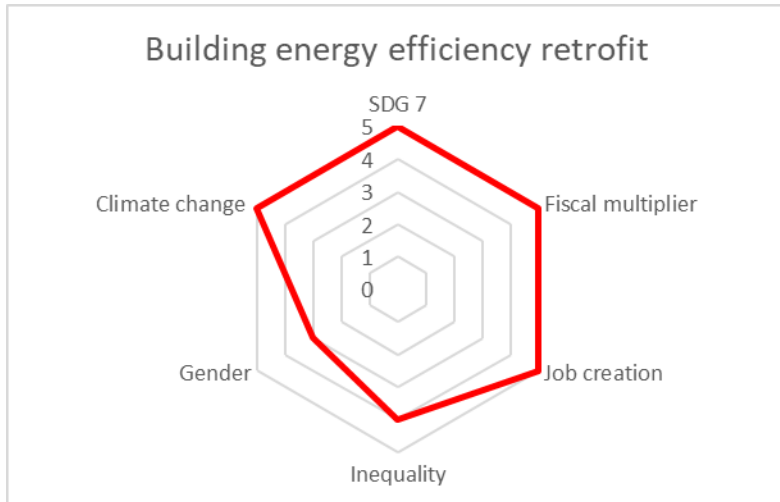 Building energy efficiency retrofit
SDG 7
5
4
3
2
1
0
Climate change
Fiscal multiplier
Gender
Job creation
Inequality